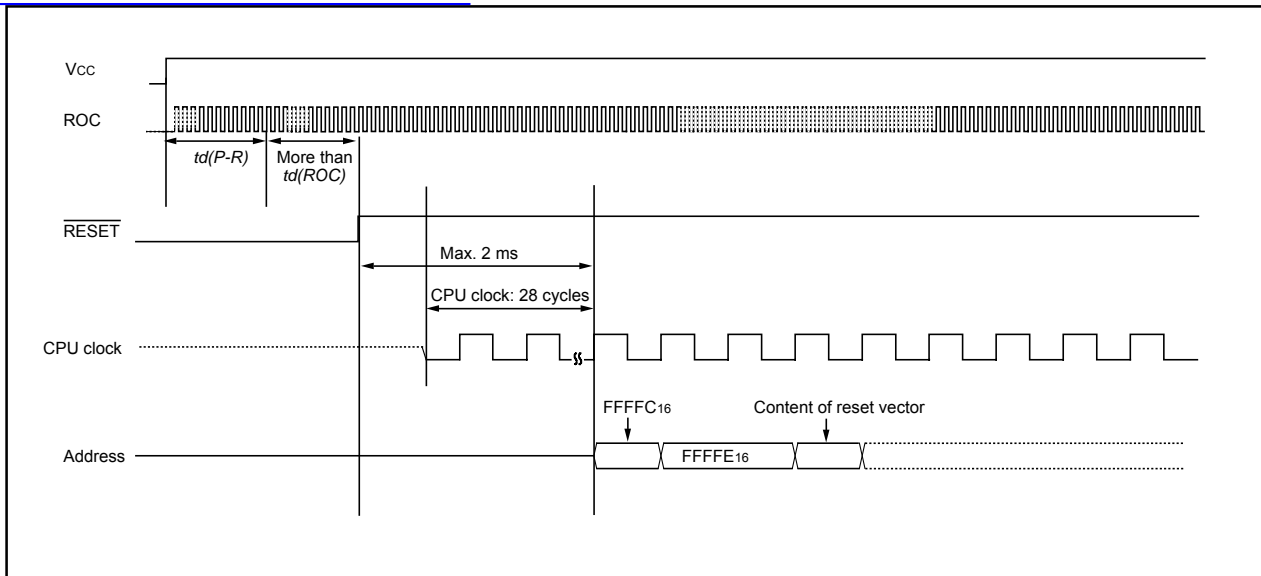 Vcc
ROC
td(P-R)
More than
td(ROC)
RESET
Max. 2 ms
CPU clock: 28 cycles
CPU clock
FFFFC16
Content of reset vector
Address
FFFFE16